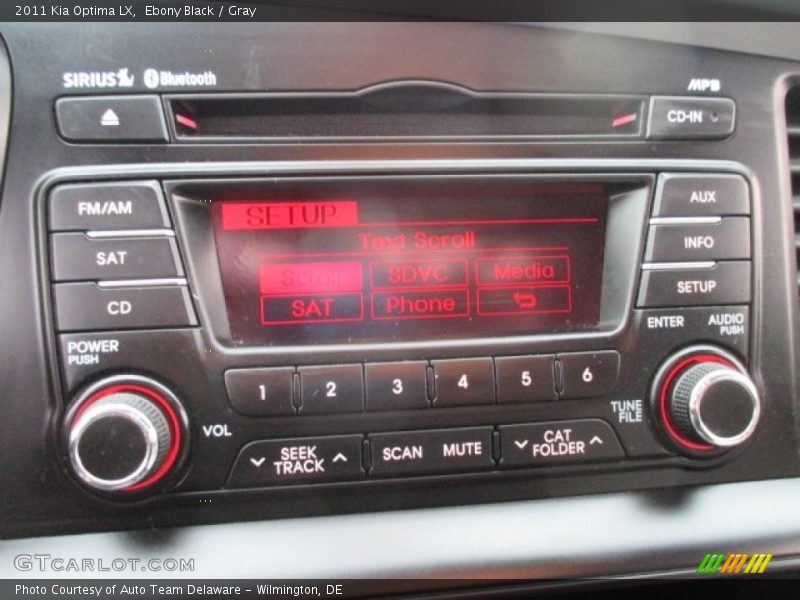 2011 Kia Optima LX, Ebony Black / Gray
SIRIUS Bluetooth MP3
CD-IN
FM/AM AUX
SAT INFO
CD SETUP
SETUP
Text Scroll
Scroll SDVC Media
SAT Phone
POWER PUSH
ENTER AUDIO PUSH
1 2 3 4 5 6
VOL
TUNE FILE
SEEK TRACK
SCAN MUTE
CAT FOLDER
GTCARLOT.COM
Photo Courtesy of Auto Team Delaware - Wilmington, DE